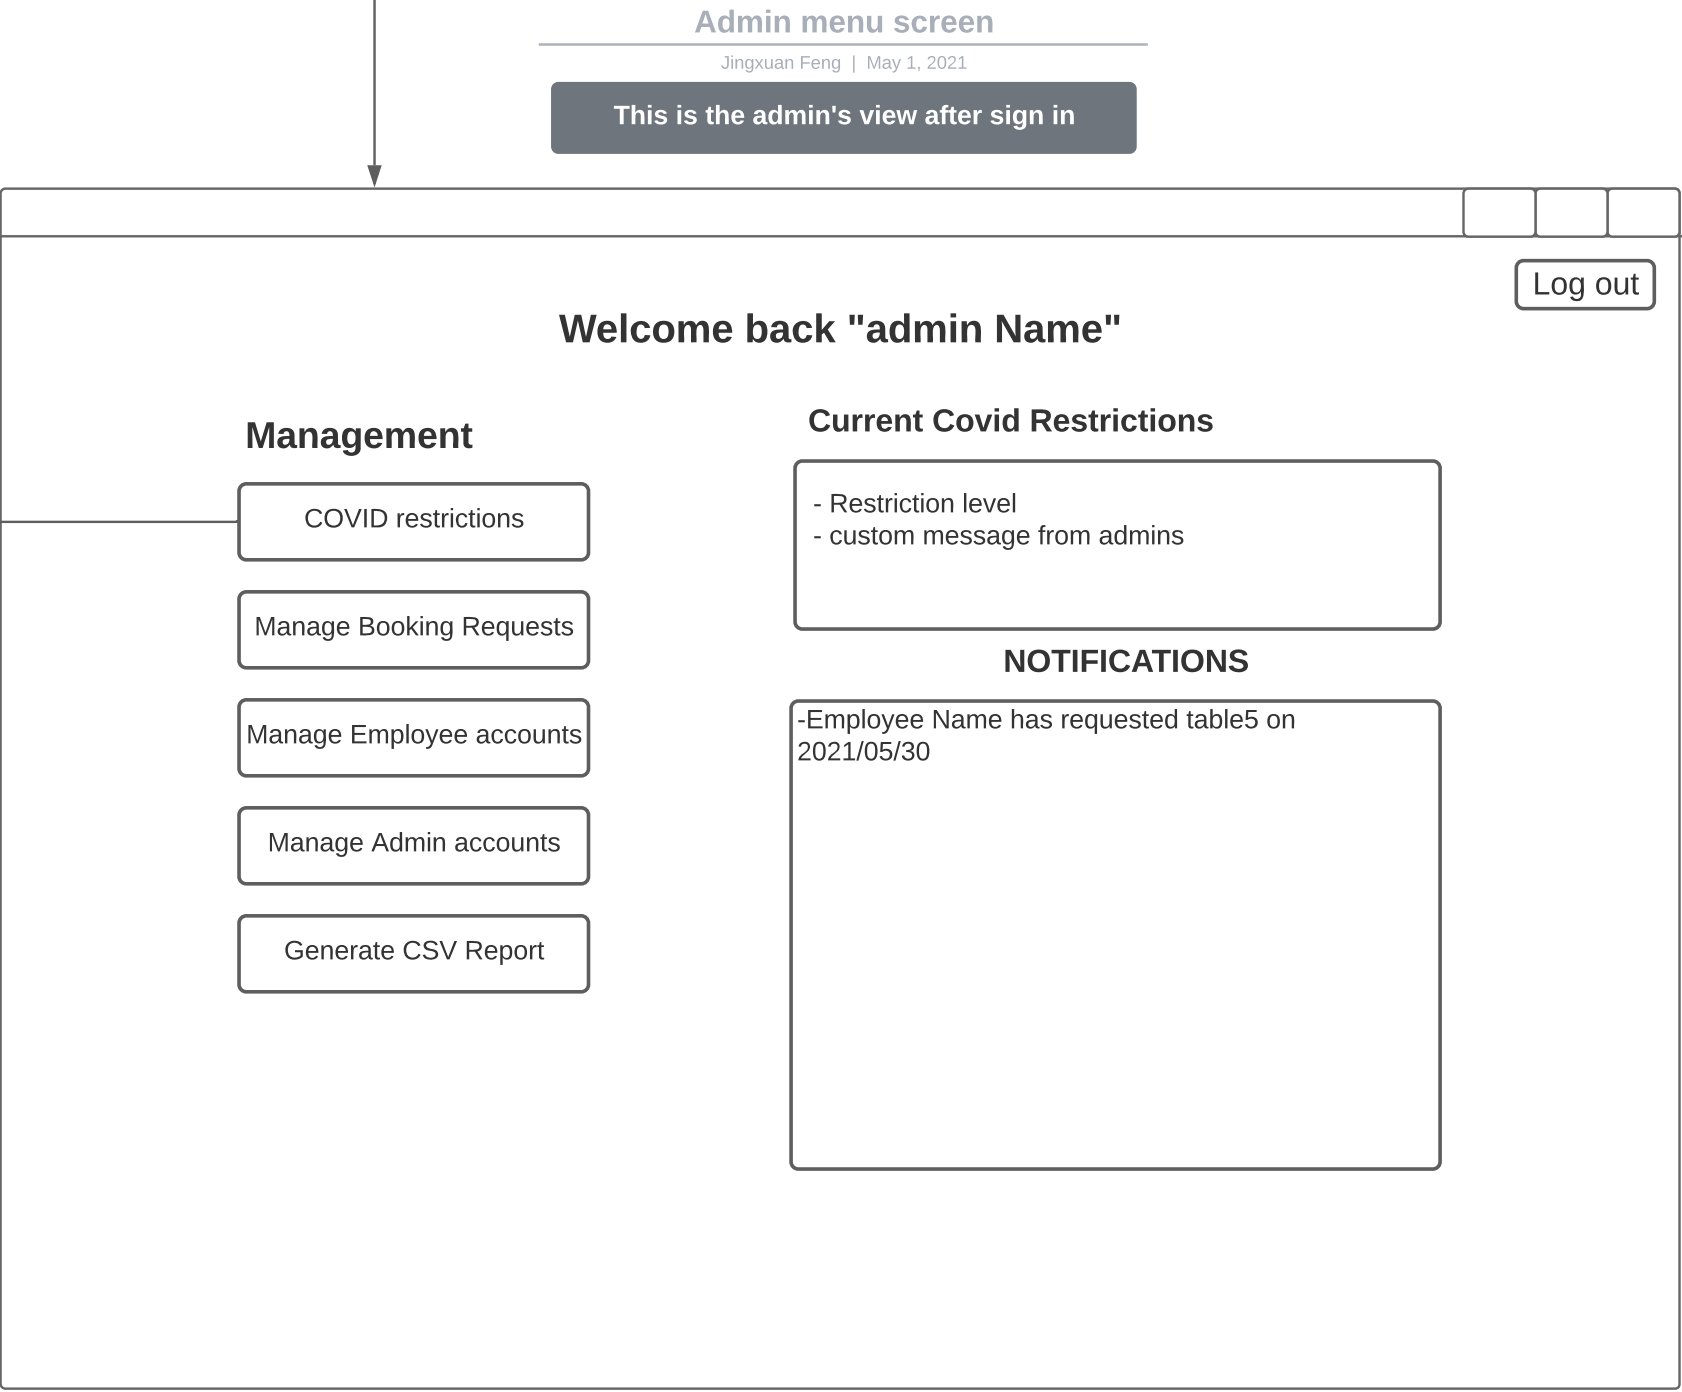 Admin menu screen
Jingxuan Feng | May 1, 2021
This is the admin's view after sign in
Log out
Welcome back "admin Name"
Management
COVID restrictions
Manage Booking Requests
Manage Employee accounts
Manage Admin accounts
Generate CSV Report
Current Covid Restrictions
- Restriction level
- custom message from admins
NOTIFICATIONS
-Employee Name has requested table5 on
2021/05/30